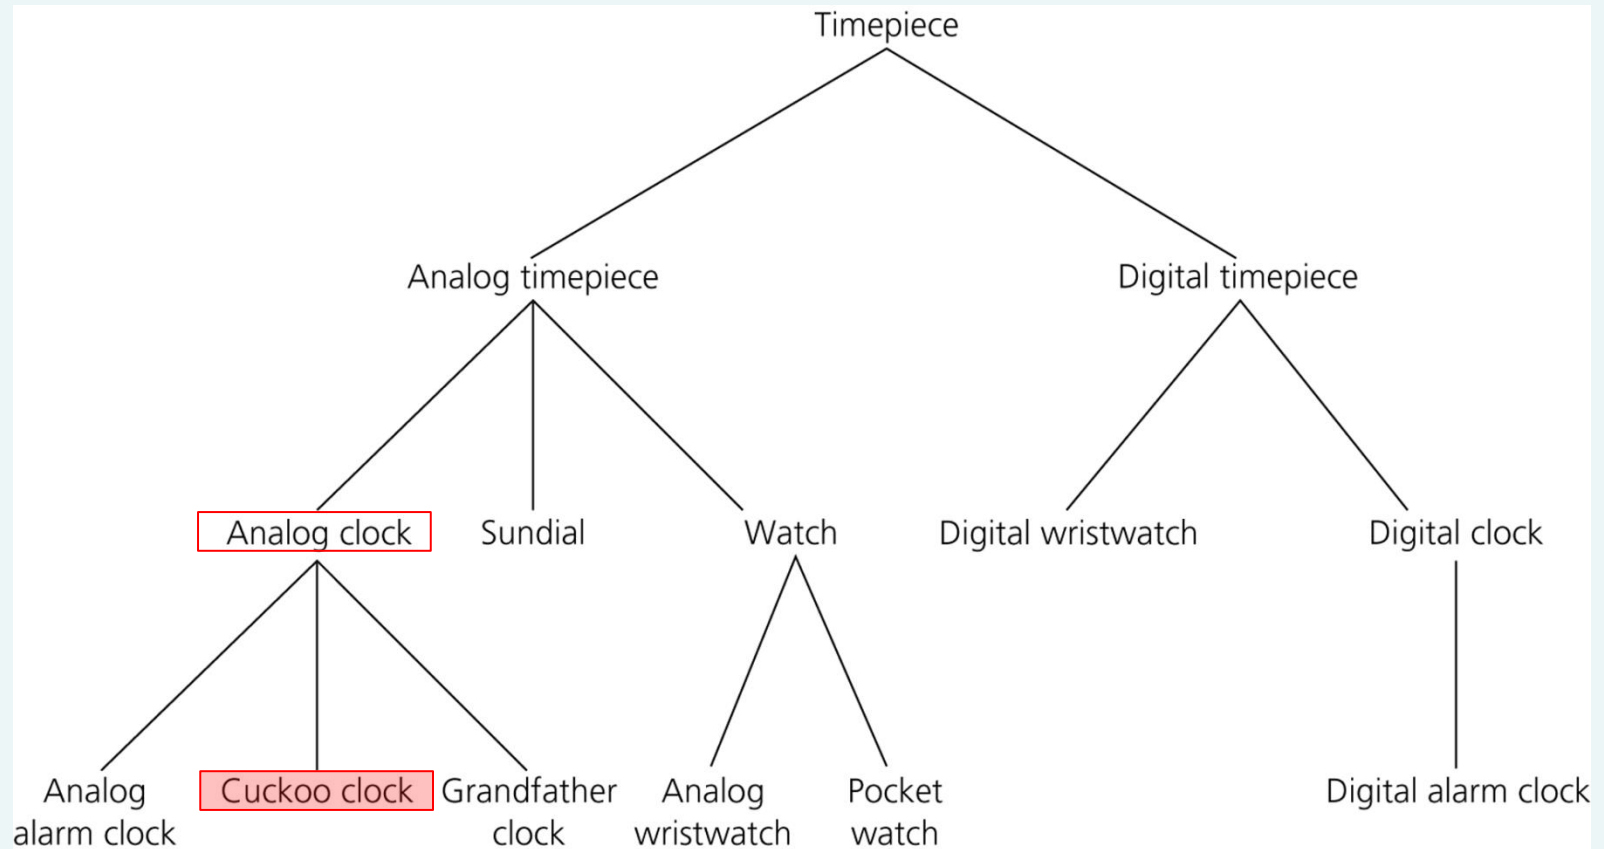 Timepiece
Analog timepiece
Digital timepiece
Analog clock
Sundial
Watch
Digital wristwatch
Digital clock
Analog
alarm clock
Cuckoo clock
Grandfather
clock
Analog
wristwatch
Pocket
watch
Digital alarm clock